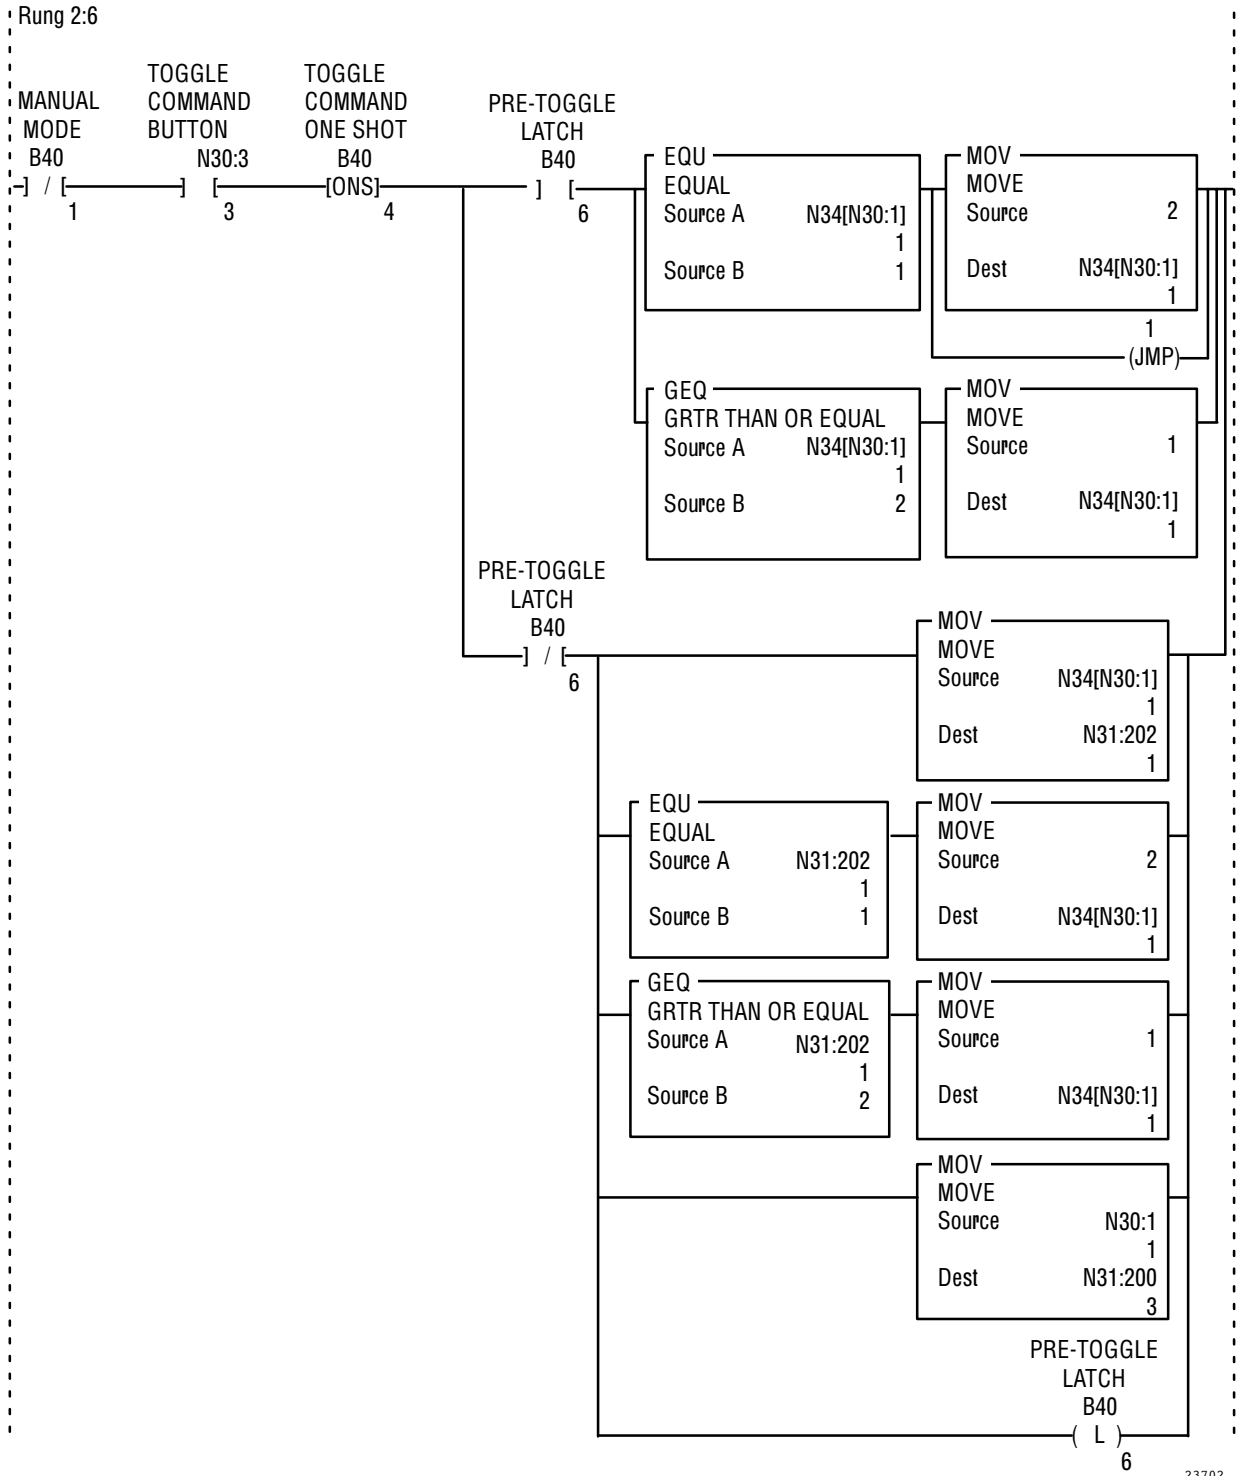 Rung 2:6
MANUAL
MODE
B40
] / [
1
TOGGLE
COMMAND
BUTTON
N30:3
] [
3
TOGGLE
COMMAND
ONE SHOT
B40
[ONS]
4
PRE-TOGGLE
LATCH
B40
] [
6
EQU
EQUAL
Source A N34[N30:1]
1
Source B 1
MOV
MOVE
Source 2
Dest N34[N30:1]
1
1
(JMP)
GEQ
GRTR THAN OR EQUAL
Source A N34[N30:1]
1
Source B 2
MOV
MOVE
Source 1
Dest N34[N30:1]
1
PRE-TOGGLE
LATCH
B40
] / [
6
MOV
MOVE
Source N34[N30:1]
1
Dest N31:202
1
EQU
EQUAL
Source A N31:202
1
Source B 1
MOV
MOVE
Source 2
Dest N34[N30:1]
1
GEQ
GRTR THAN OR EQUAL
Source A N31:202
1
Source B 2
MOV
MOVE
Source 1
Dest N34[N30:1]
1
MOV
MOVE
Source N30:1
1
Dest N31:200
3
PRE-TOGGLE
LATCH
B40
( L )
6